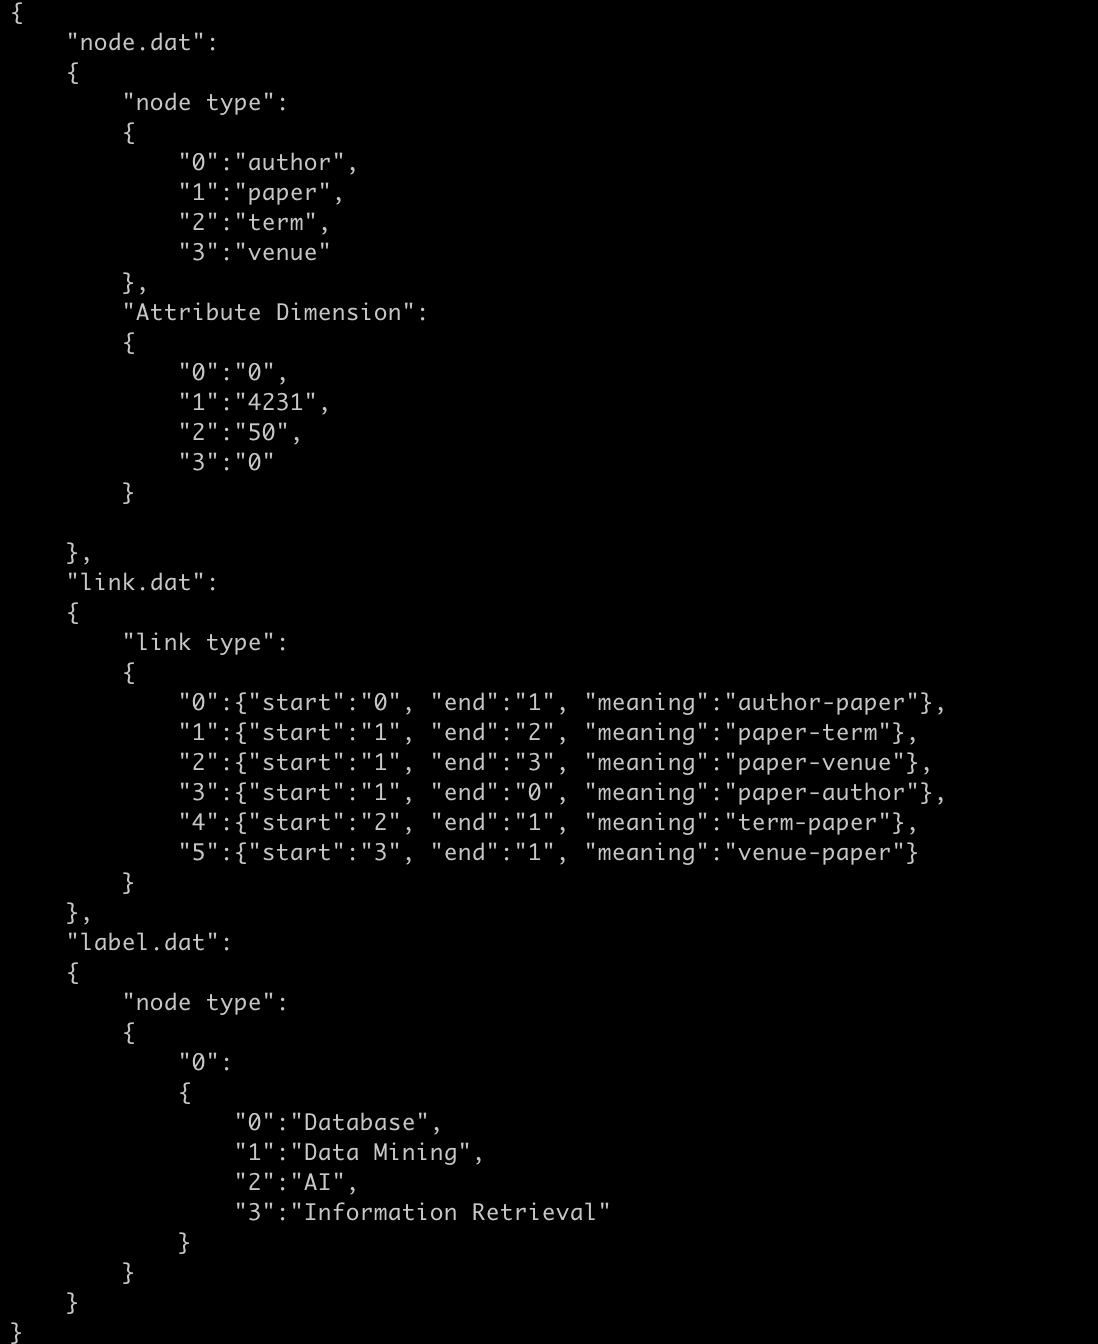 {
    "node.dat":
    {
        "node type":
        {
            "0":"author",
            "1":"paper",
            "2":"term",
            "3":"venue"
        },
        "Attribute Dimension":
        {
            "0":"0",
            "1":"4231",
            "2":"50",
            "3":"0"
        }

    },
    "link.dat":
    {
        "link type":
        {
            "0":{"start":"0", "end":"1", "meaning":"author-paper"},
            "1":{"start":"1", "end":"2", "meaning":"paper-term"},
            "2":{"start":"1", "end":"3", "meaning":"paper-venue"},
            "3":{"start":"1", "end":"0", "meaning":"paper-author"},
            "4":{"start":"2", "end":"1", "meaning":"term-paper"},
            "5":{"start":"3", "end":"1", "meaning":"venue-paper"}
        }
    },
    "label.dat":
    {
        "node type":
        {
            "0":
            {
                "0":"Database",
                "1":"Data Mining",
                "2":"AI",
                "3":"Information Retrieval"
            }
        }
    }
}